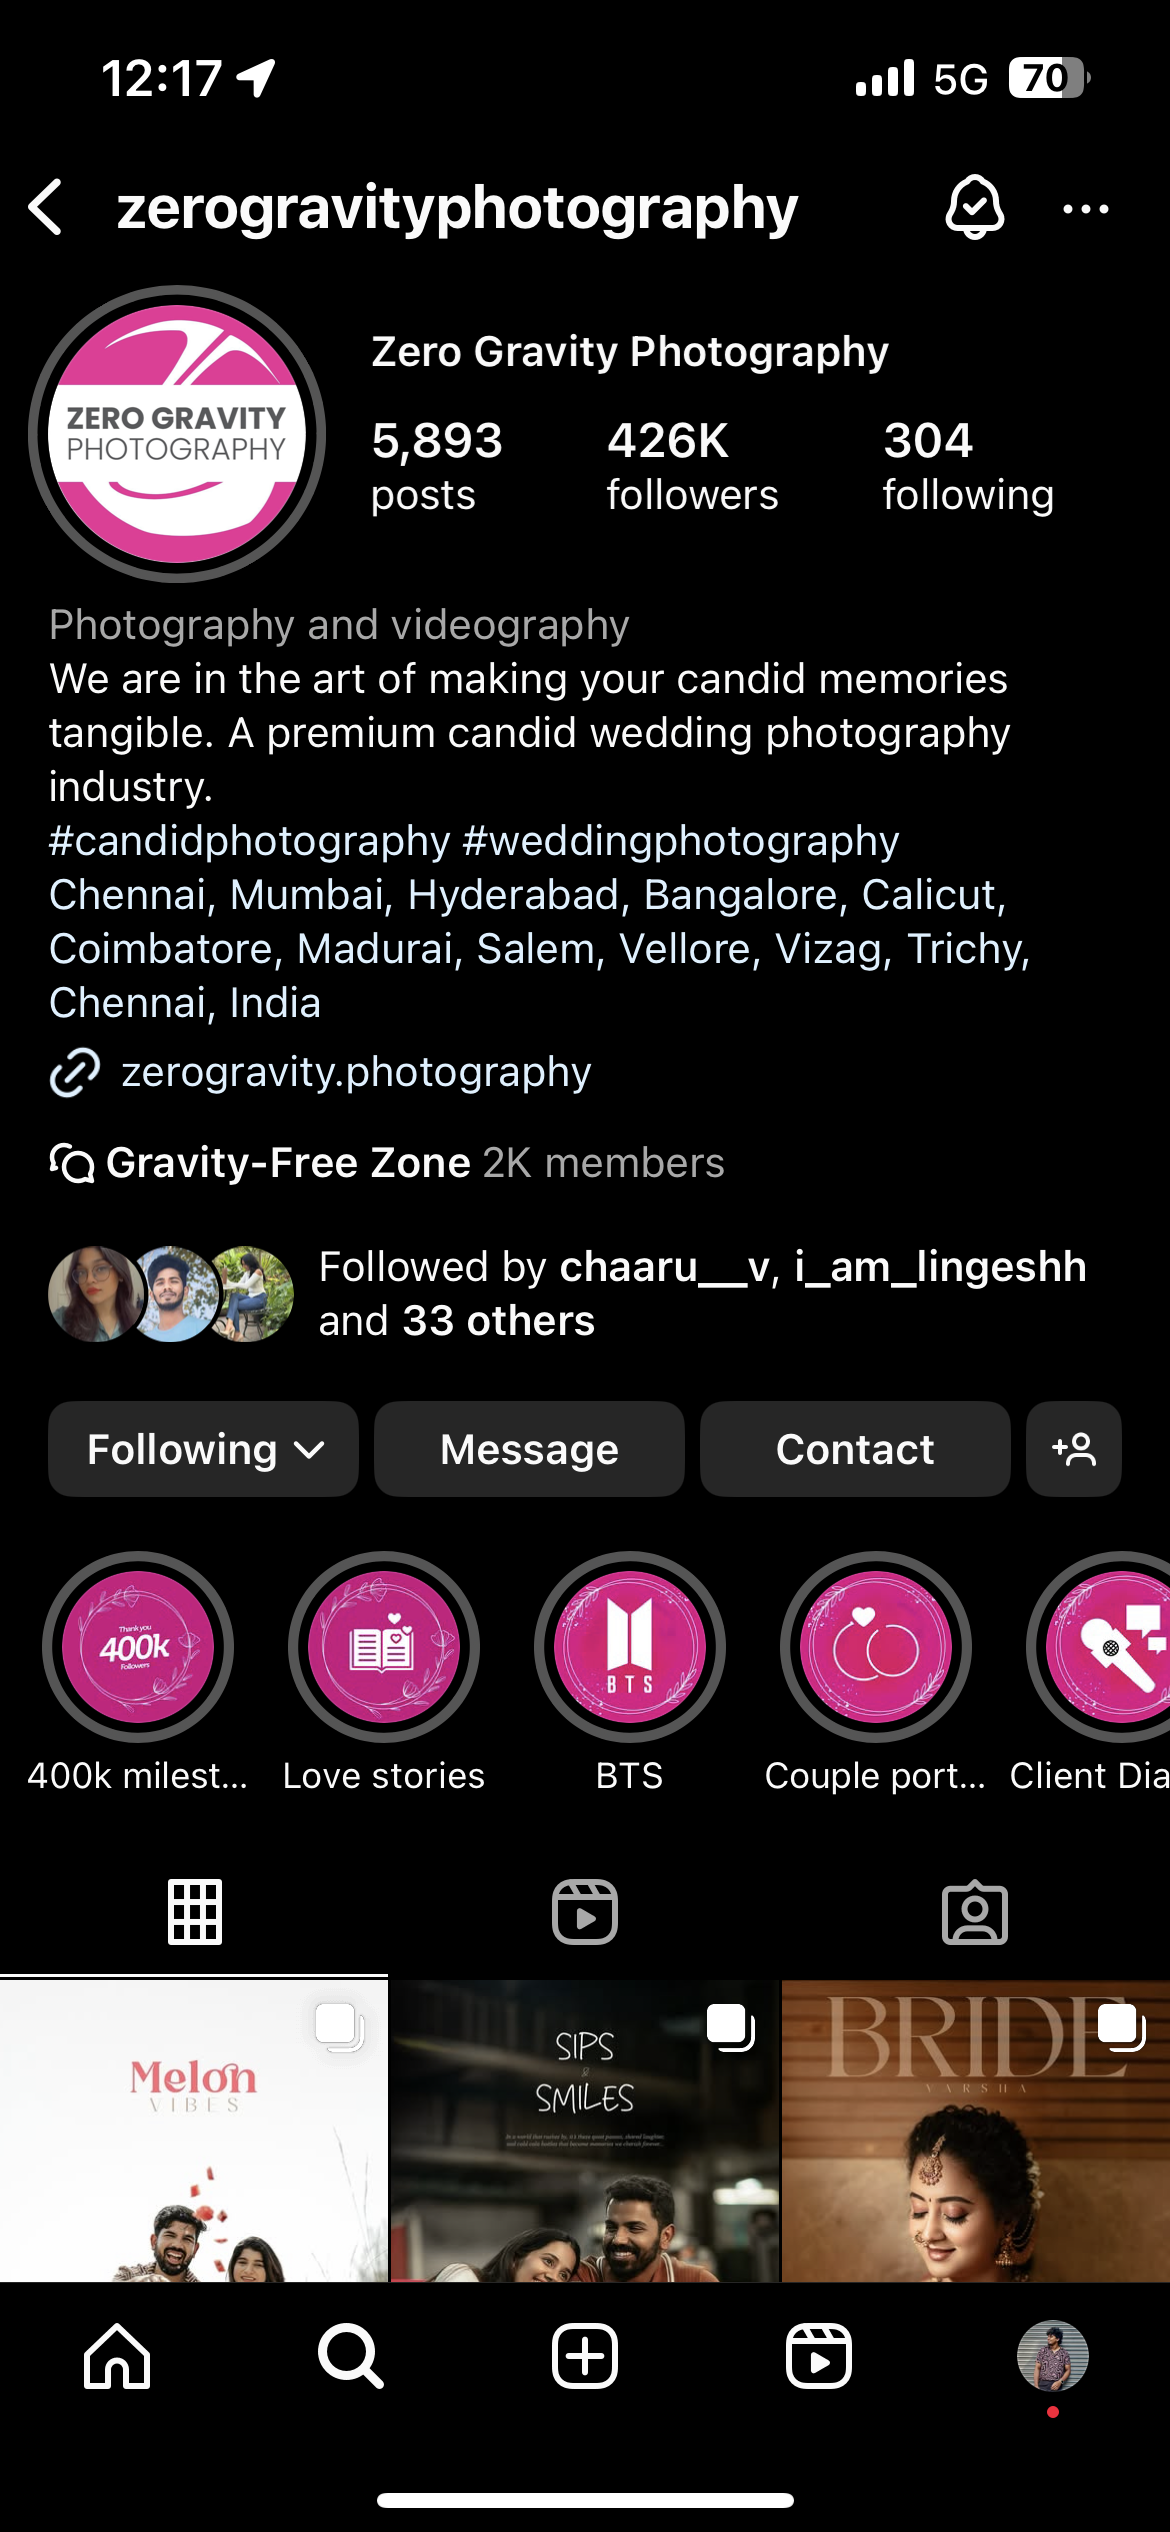 12:17
5G
70
zerogravityphotography
ZERO GRAVITY
PHOTOGRAPHY
Zero Gravity Photography
5,893
posts
426K
followers
304
following
Photography and videography
We are in the art of making your candid memories
tangible. A premium candid wedding photography
industry.
#candidphotography #weddingphotography
Chennai, Mumbai, Hyderabad, Bangalore, Calicut,
Coimbatore, Madurai, Salem, Vellore, Vizag, Trichy,
Chennai, India
zerogravity.photography
Gravity-Free Zone 2K members
Followed by chaaru__v, i_am_lingeshh
and 33 others
Following
Message
Contact
Thank you
400k
Followers
BTS
400k milest...
Love stories
BTS
Couple port...
Client Dia
Melon
VIBES
SIPS
&
SMILES
BRIDE
VARSHA